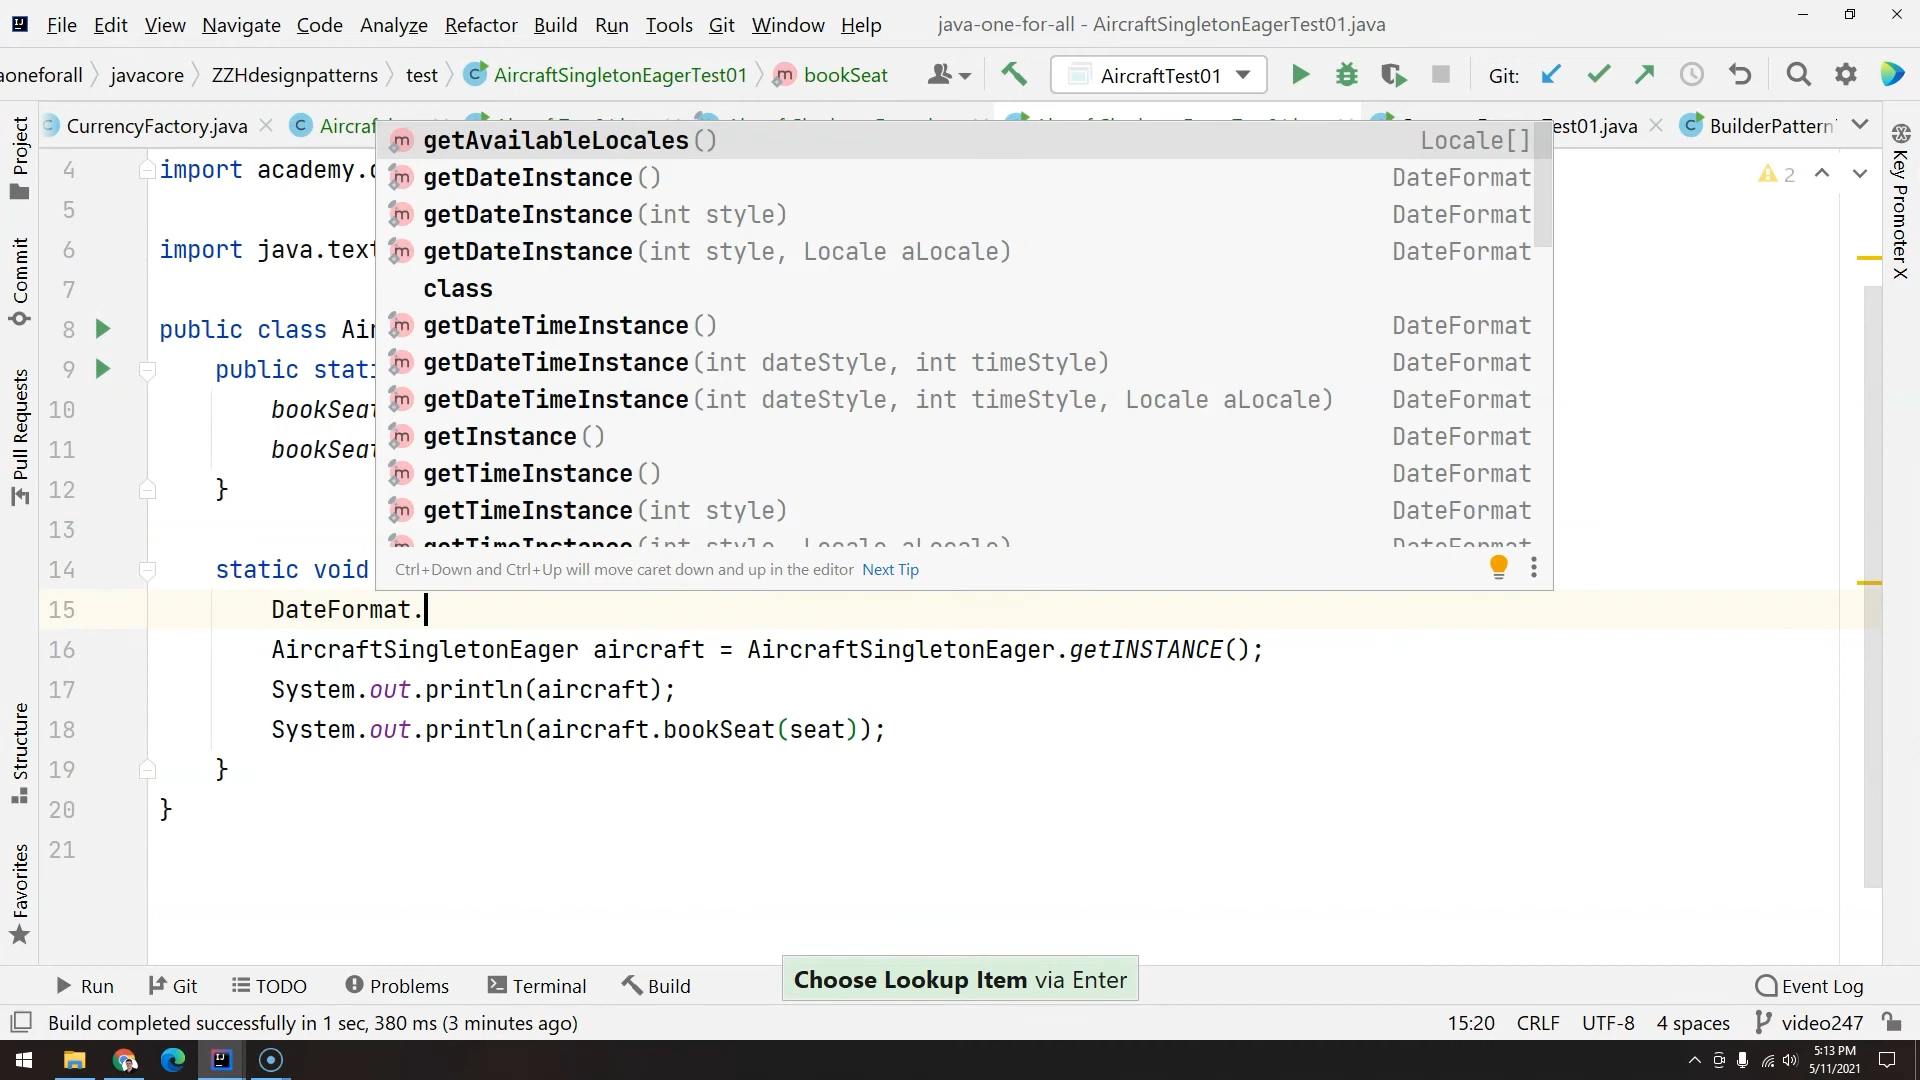 File Edit View Navigate Code Analyze Refactor Build Run Tools Git Window Help java-one-for-all - AircraftSingletonEagerTest01.java
aoneforall javacore ZZHdesignpatterns test AircraftSingletonEagerTest01 bookSeat AircraftTest01 Git:
CurrencyFactory.java est01.java BuilderPattern
Project
Commit
Pull Requests
Structure
Favorites
Key Promoter X
getAvailableLocales() Locale[]
getDateInstance() DateFormat
getDateInstance(int style) DateFormat
getDateInstance(int style, Locale aLocale) DateFormat
class
getDateTimeInstance() DateFormat
getDateTimeInstance(int dateStyle, int timeStyle) DateFormat
getDateTimeInstance(int dateStyle, int timeStyle, Locale aLocale) DateFormat
getInstance() DateFormat
getTimeInstance() DateFormat
getTimeInstance(int style) DateFormat
getTimeInstance(int style, Locale aLocale) DateFormat
Ctrl+Down and Ctrl+Up will move caret down and up in the editor Next Tip
2
4 import academy.
5
6 import java.text
7
8 public class Air
9 public stati
10 bookSeat
11 bookSeat
12 }
13
14 static void
15 DateFormat.
16 AircraftSingletonEager aircraft = AircraftSingletonEager.getINSTANCE();
17 System.out.println(aircraft);
18 System.out.println(aircraft.bookSeat(seat));
19 }
20 }
21
Choose Lookup Item via Enter
Run Git TODO Problems Terminal Build Event Log
Build completed successfully in 1 sec, 380 ms (3 minutes ago) 15:20 CRLF UTF-8 4 spaces video247
5:13 PM
5/11/2021